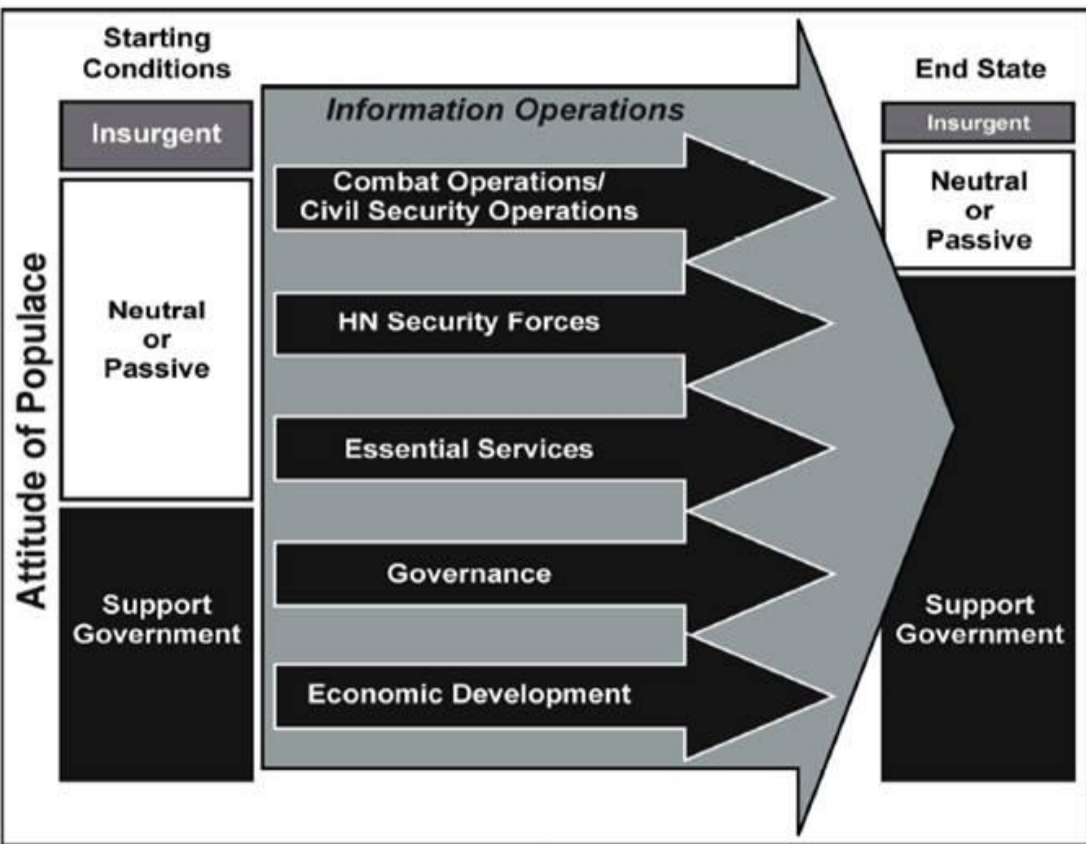 Starting
Conditions
End State
Attitude of Populace
Insurgent
Neutral
or
Passive
Support
Government
Information Operations
Combat Operations/
Civil Security Operations
HN Security Forces
Essential Services
Governance
Economic Development
Insurgent
Neutral
or
Passive
Support
Government